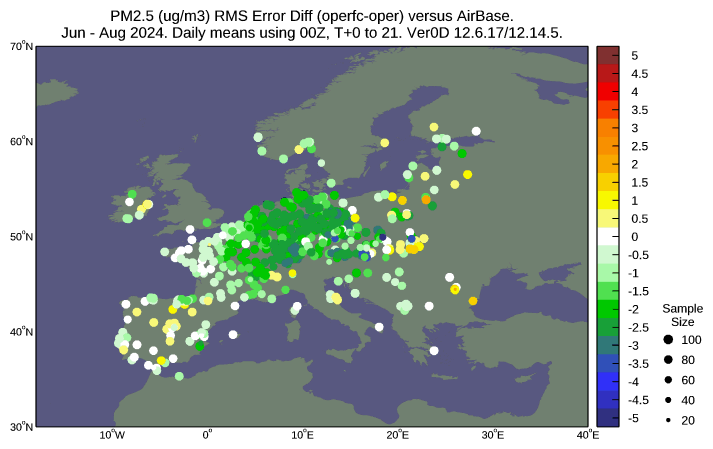 PM2.5 (ug/m3) RMS Error Diff (operfc-oper) versus AirBase.
Jun - Aug 2024. Daily means using 00Z, T+0 to 21. Ver0D 12.6.17/12.14.5.
70°N
60°N
50°N
40°N
30°N
10°W
0°
10°E
20°E
30°E
40°E
5
4.5
4
3.5
3
2.5
2
1.5
1
0.5
0
-0.5
-1
-1.5
-2
-2.5
-3
-3.5
-4
-4.5
-5
Sample
Size
100
80
60
40
20